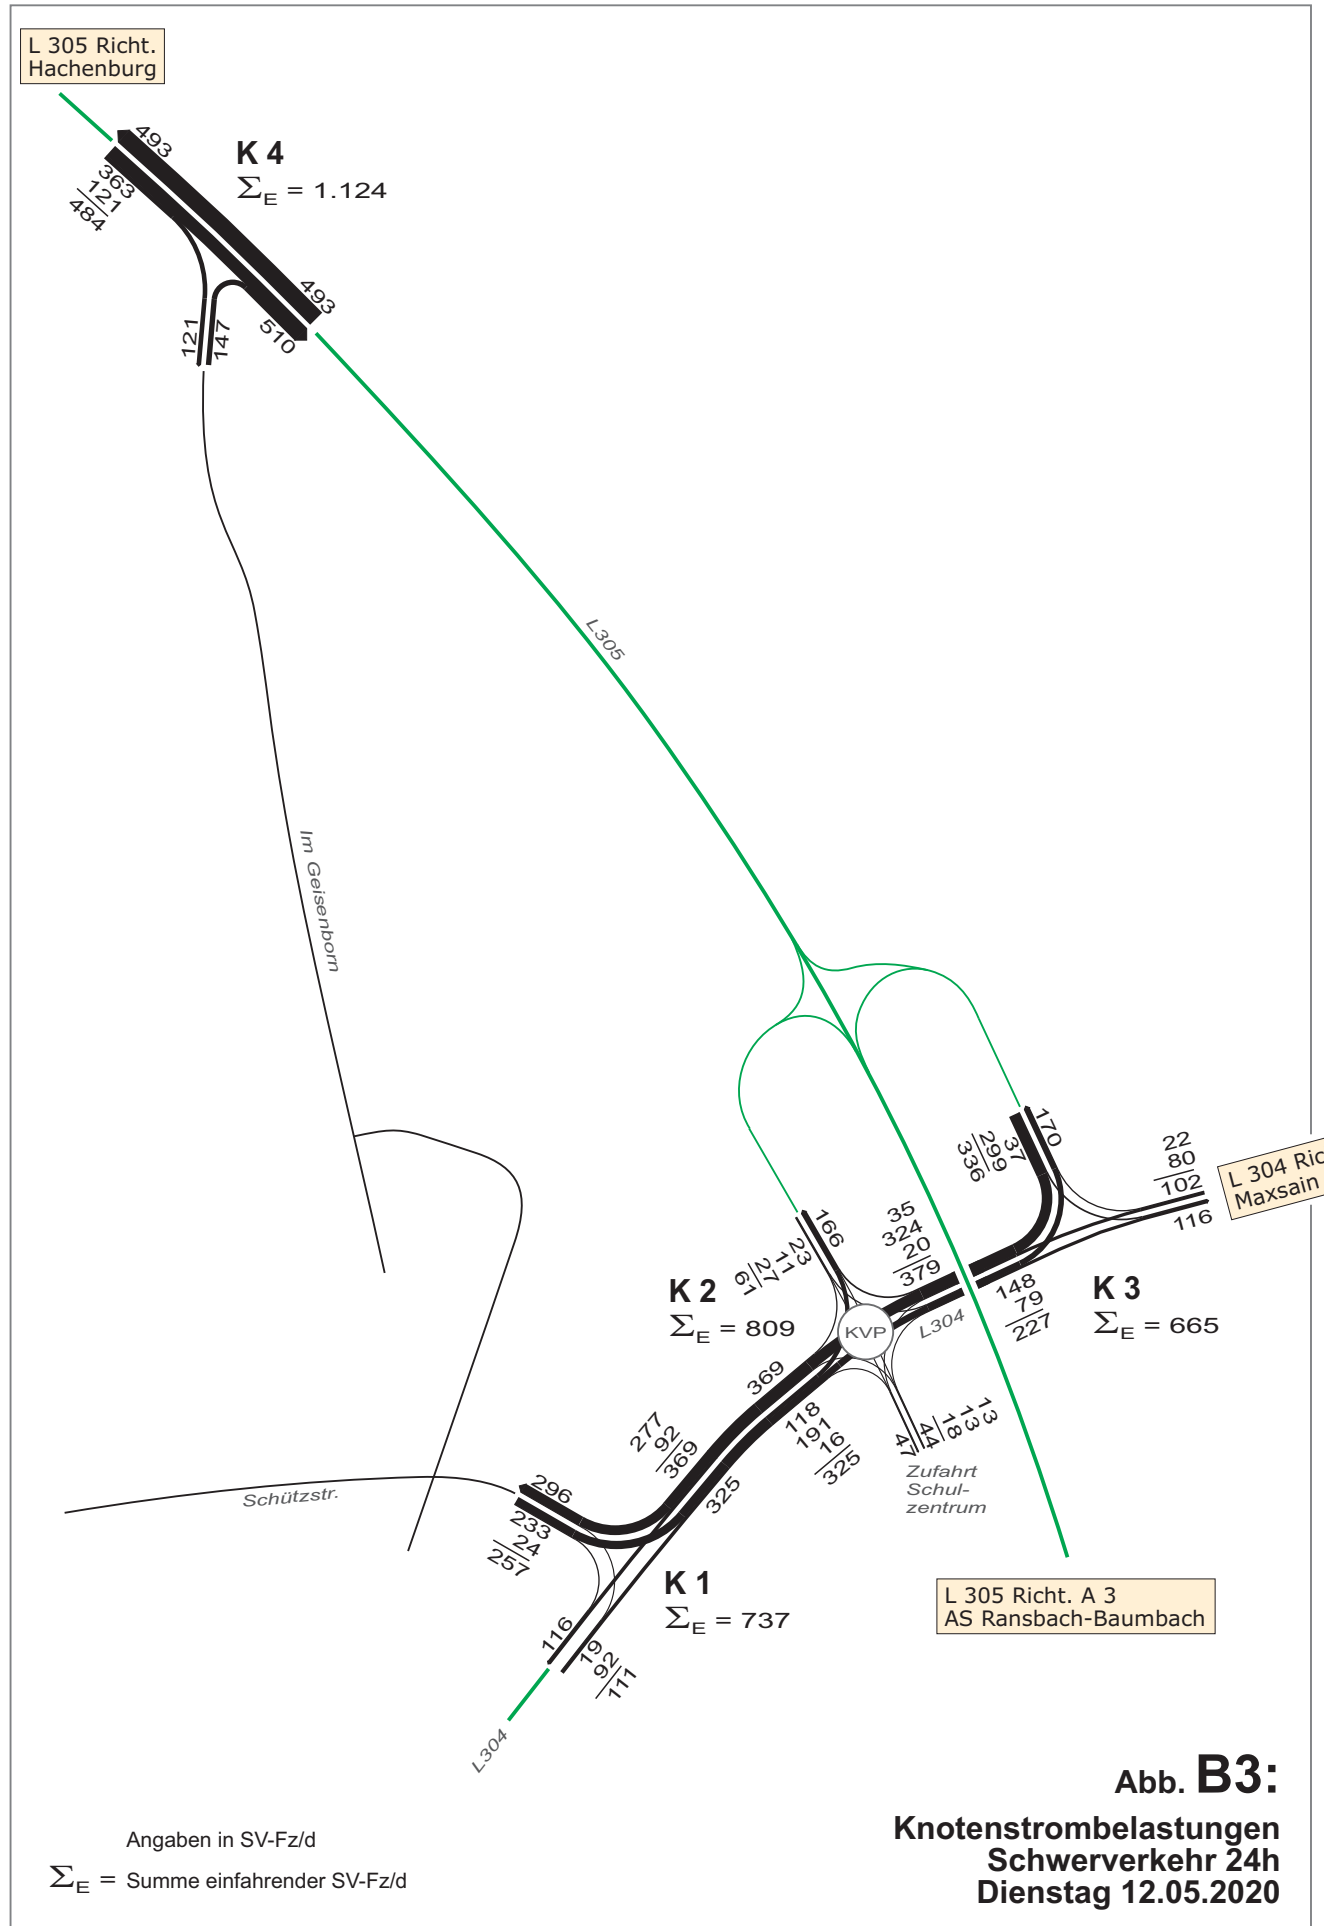 L 305 Richt.
Hachenburg
493
K 4
ΣE = 1.124
363
121
484
493
510
121
147
L305
Im Geisenborn
170
37
299
336
22
80
102
116
L 304 Ric
Maxsain
166
23
11
27
61
35
324
20
379
K 2
ΣE = 809
KVP
L304
148
79
227
K 3
ΣE = 665
369
118
191
16
325
277
92
369
325
13
13
18
44
47
Zufahrt
Schul-
zentrum
Schützstr.
296
233
24
257
K 1
ΣE = 737
116
19
92
111
L304
L 305 Richt. A 3
AS Ransbach-Baumbach
Abb. B3:
Knotenstrombelastungen
Schwerverkehr 24h
Dienstag 12.05.2020
Angaben in SV-Fz/d
ΣE = Summe einfahrender SV-Fz/d